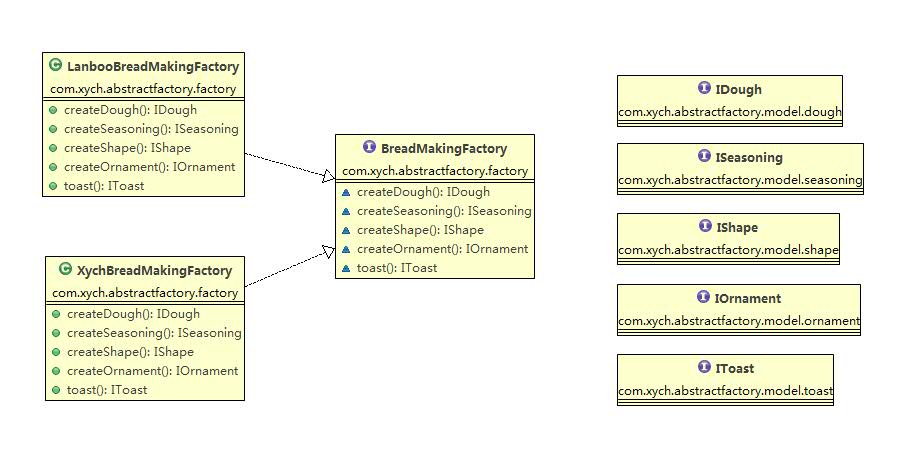 LanbooBreadMakingFactory
com.xych.abstractfactory.factory
createDough(): IDough
createSeasoning(): ISeasoning
createShape(): IShape
createOrnament(): IOrnament
toast(): IToast
XychBreadMakingFactory
com.xych.abstractfactory.factory
createDough(): IDough
createSeasoning(): ISeasoning
createShape(): IShape
createOrnament(): IOrnament
toast(): IToast
BreadMakingFactory
com.xych.abstractfactory.factory
createDough(): IDough
createSeasoning(): ISeasoning
createShape(): IShape
createOrnament(): IOrnament
toast(): IToast
IDough
com.xych.abstractfactory.model.dough
ISeasoning
com.xych.abstractfactory.model.seasoning
IShape
com.xych.abstractfactory.model.shape
IOrnament
com.xych.abstractfactory.model.ornament
IToast
com.xych.abstractfactory.model.toast